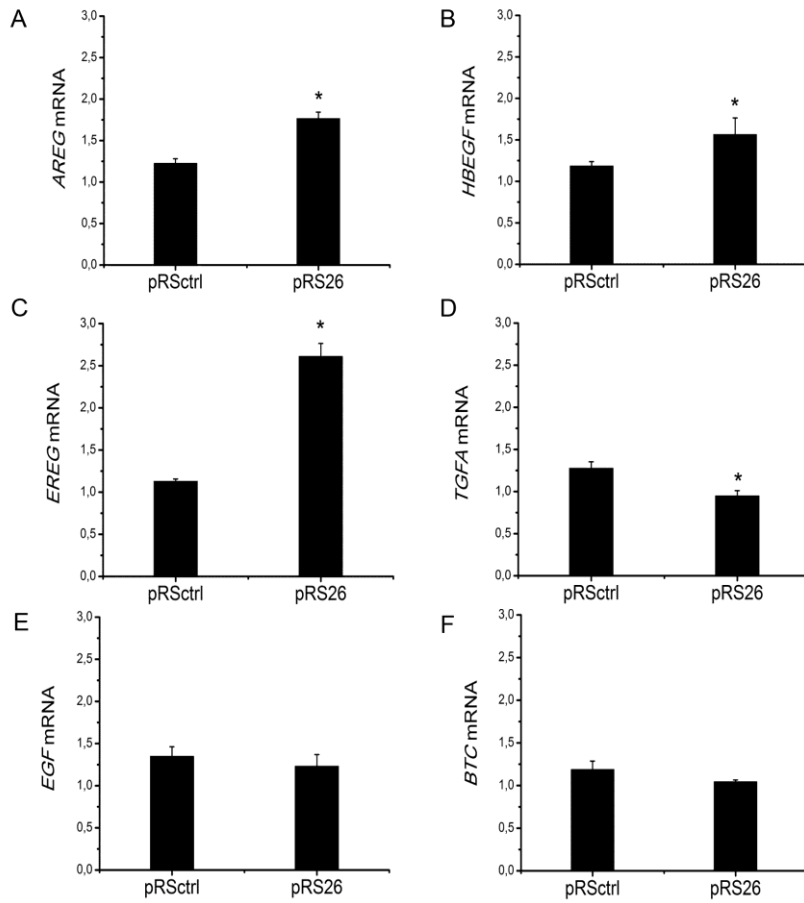 A
AREG mRNA
3,0
2,5
2,0
1,5
1,0
0,5
0,0
*
pRSctrl pRS26
B
HBEGF mRNA
3,0
2,5
2,0
1,5
1,0
0,5
0,0
*
pRSctrl pRS26
C
EREG mRNA
3,0
2,5
2,0
1,5
1,0
0,5
0,0
*
pRSctrl pRS26
D
TGFA mRNA
3,0
2,5
2,0
1,5
1,0
0,5
0,0
*
pRSctrl pRS26
E
EGF mRNA
3,0
2,5
2,0
1,5
1,0
0,5
0,0
pRSctrl pRS26
F
BTC mRNA
3,0
2,5
2,0
1,5
1,0
0,5
0,0
pRSctrl pRS26